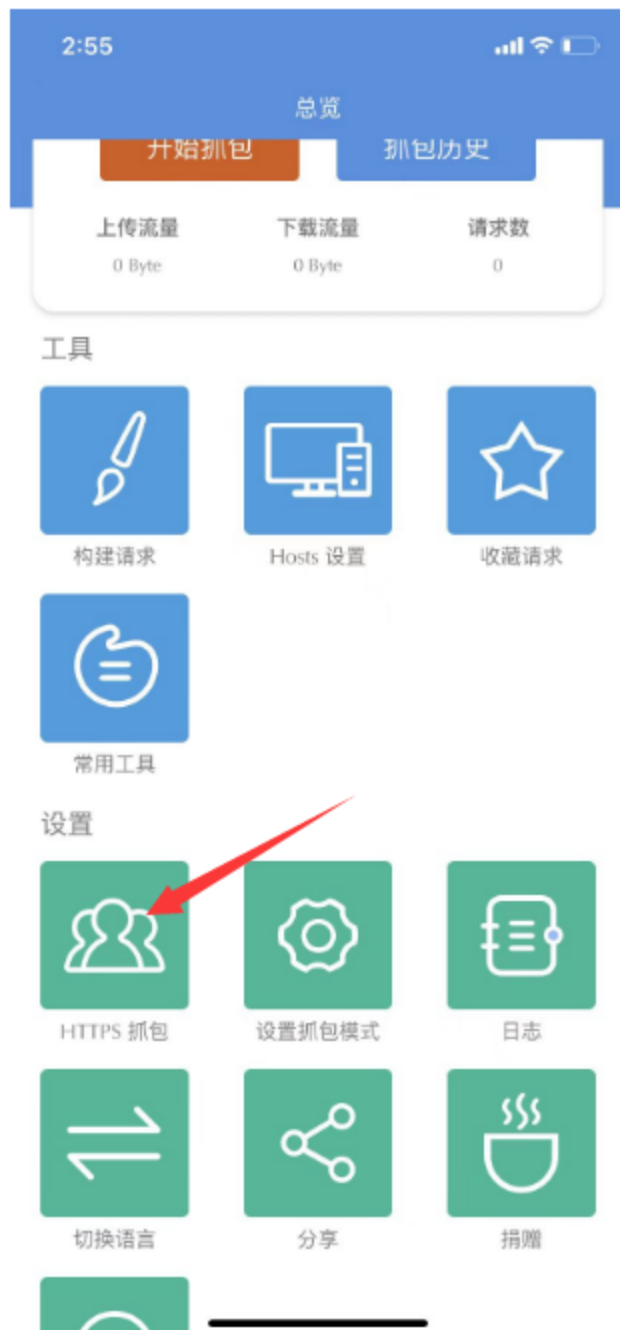 2:55
总览
开始抓包 抓包历史
上传流量 下载流量 请求数
0 Byte 0 Byte 0
工具
构建请求 Hosts 设置 收藏请求
常用工具
设置
HTTPS 抓包 设置抓包模式 日志
切换语言 分享 捐赠